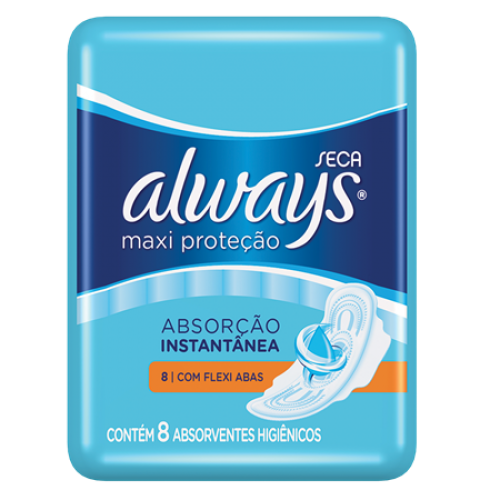 SECA
always®
maxi proteção
ABSORÇÃO
INSTANTÂNEA
8 | COM FLEXI ABAS
CONTÉM 8 ABSORVENTES HIGIÊNICOS